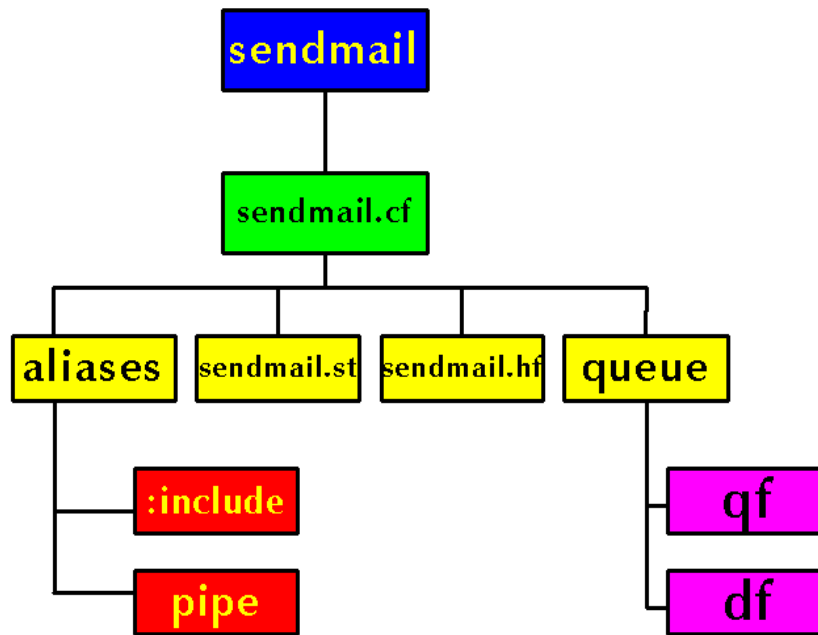 sendmail
sendmail.cf
aliases
sendmail.st
sendmail.hf
queue
:include
qf
pipe
df